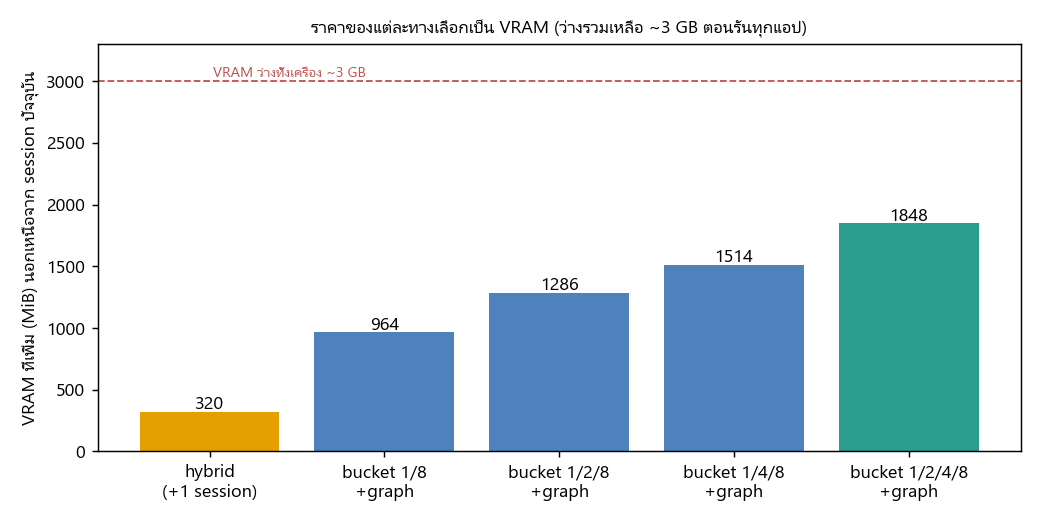 ราคาของแต่ละทางเลือกเป็น VRAM (ว่างรวมเหลือ ~3 GB ตอนรันทุกแอป)
VRAM ที่เพิ่ม (MiB) นอกเหนือจาก session ปัจจุบัน
3000
2500
2000
1500
1000
500
0
VRAM ว่างทั้งเครื่อง ~3 GB
320
964
1286
1514
1848
hybrid
(+1 session)
bucket 1/8
+graph
bucket 1/2/8
+graph
bucket 1/4/8
+graph
bucket 1/2/4/8
+graph